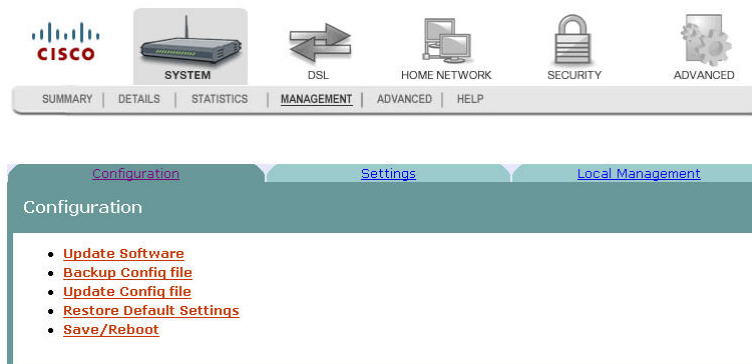 CISCO
SYSTEM DSL HOME NETWORK SECURITY ADVANCED
SUMMARY | DETAILS | STATISTICS | MANAGEMENT | ADVANCED | HELP
Configuration Settings Local Management
Configuration
Update Software
Backup Config file
Update Config file
Restore Default Settings
Save/Reboot